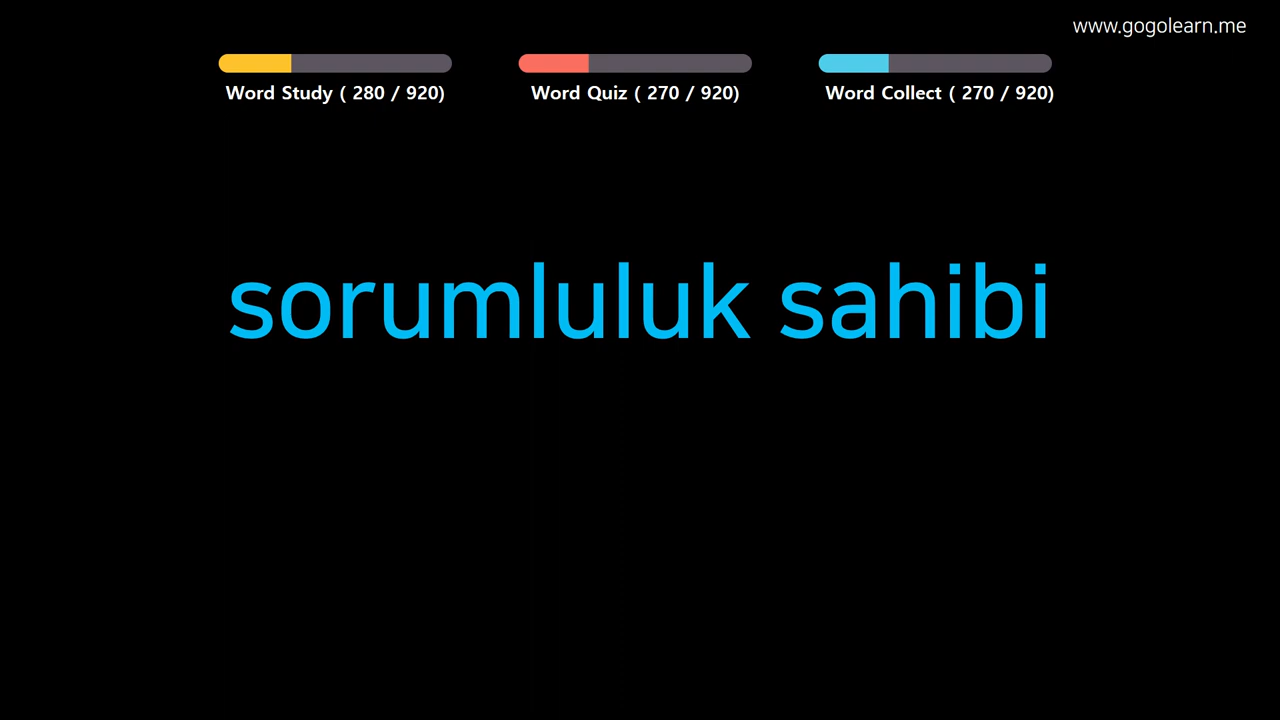 www.gogolearn.me
Word Study ( 280 / 920)
Word Quiz ( 270 / 920)
Word Collect ( 270 / 920)
sorumluluk sahibi